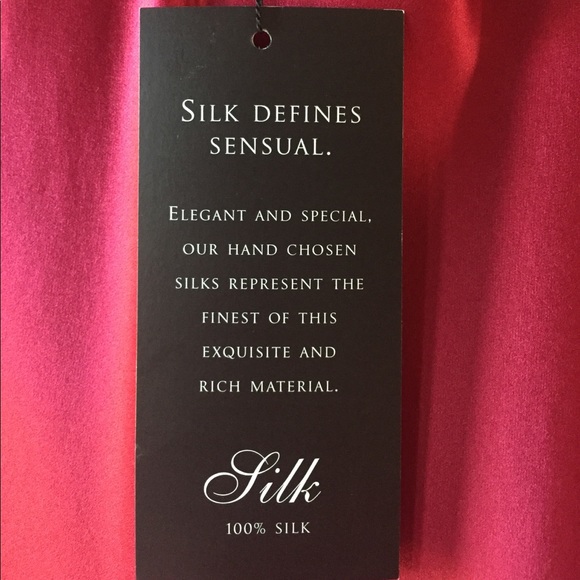 SILK DEFINES
SENSUAL.
ELEGANT AND SPECIAL,
OUR HAND CHOSEN
SILKS REPRESENT THE
FINEST OF THIS
EXQUISITE AND
RICH MATERIAL.
Silk
100% SILK